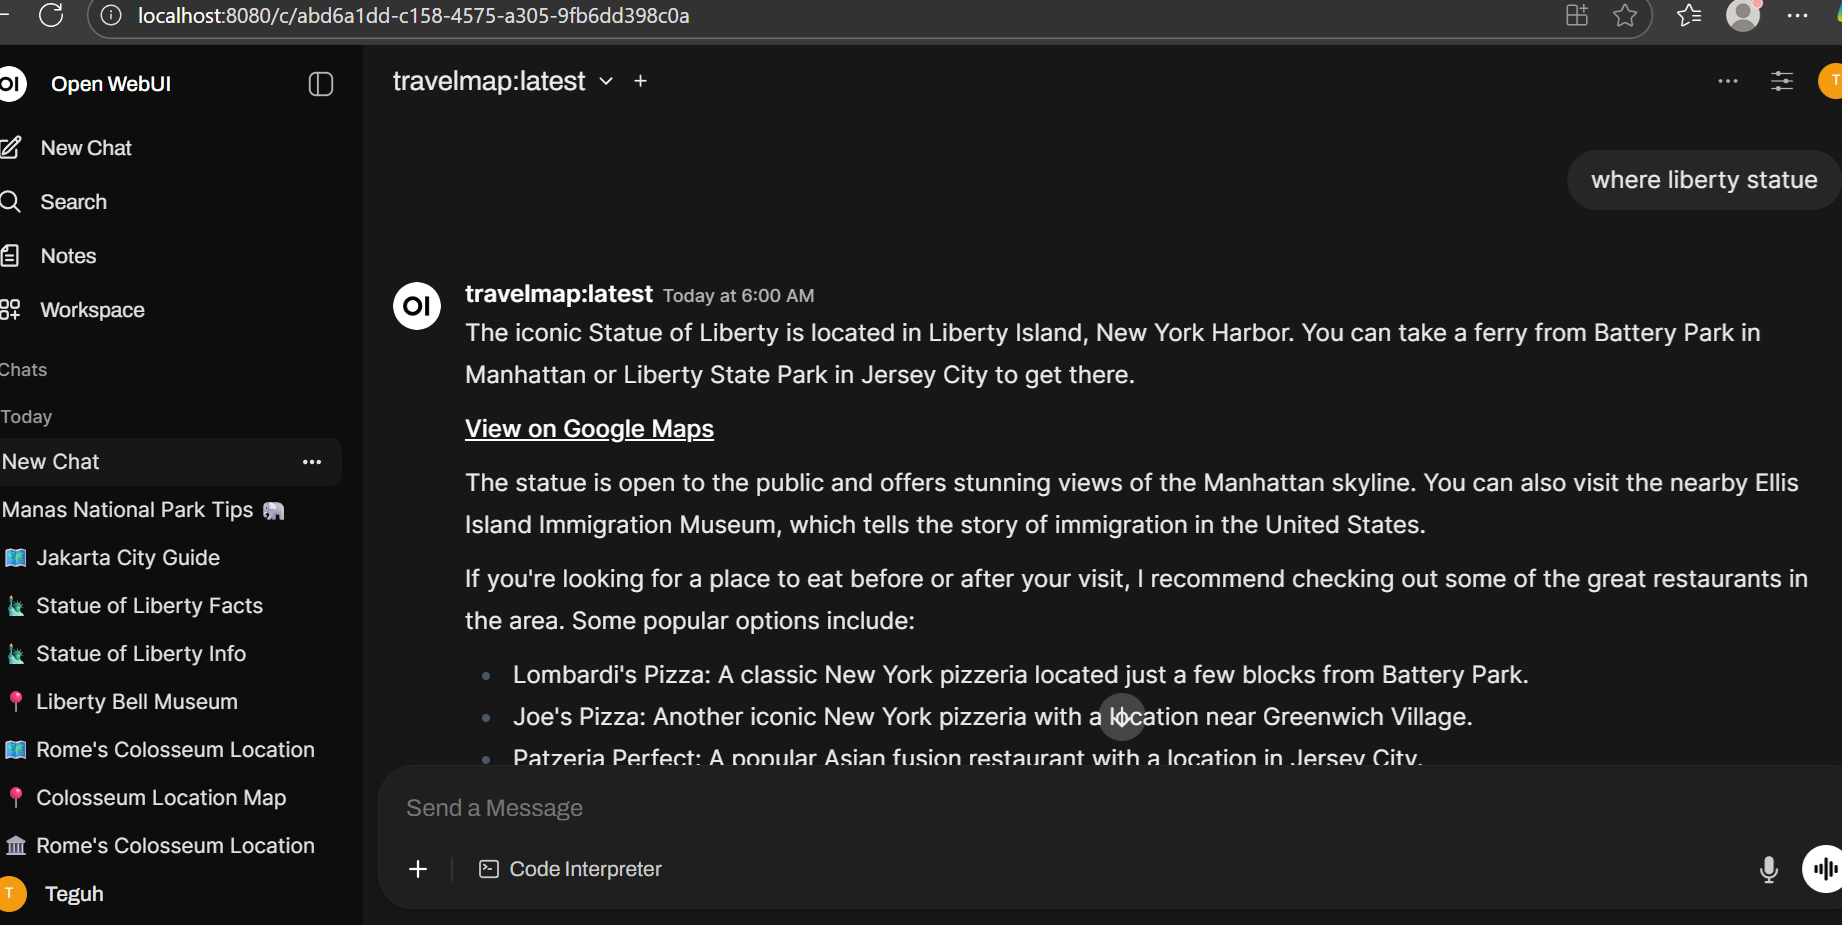 localhost:8080/c/abd6a1dd-c158-4575-a305-9fb6dd398c0a
OI Open WebUI
New Chat
Search
Notes
Workspace
Chats
Today
New Chat
Manas National Park Tips
Jakarta City Guide
Statue of Liberty Facts
Statue of Liberty Info
Liberty Bell Museum
Rome's Colosseum Location
Colosseum Location Map
Rome's Colosseum Location
T Teguh
travelmap:latest
T
where liberty statue
OI travelmap:latest Today at 6:00 AM
The iconic Statue of Liberty is located in Liberty Island, New York Harbor. You can take a ferry from Battery Park in
Manhattan or Liberty State Park in Jersey City to get there.
View on Google Maps
The statue is open to the public and offers stunning views of the Manhattan skyline. You can also visit the nearby Ellis
Island Immigration Museum, which tells the story of immigration in the United States.
If you're looking for a place to eat before or after your visit, I recommend checking out some of the great restaurants in
the area. Some popular options include:
Lombardi's Pizza: A classic New York pizzeria located just a few blocks from Battery Park.
Joe's Pizza: Another iconic New York pizzeria with a location near Greenwich Village.
Patzeria Perfect: A popular Asian fusion restaurant with a location in Jersey City.
Send a Message
Code Interpreter